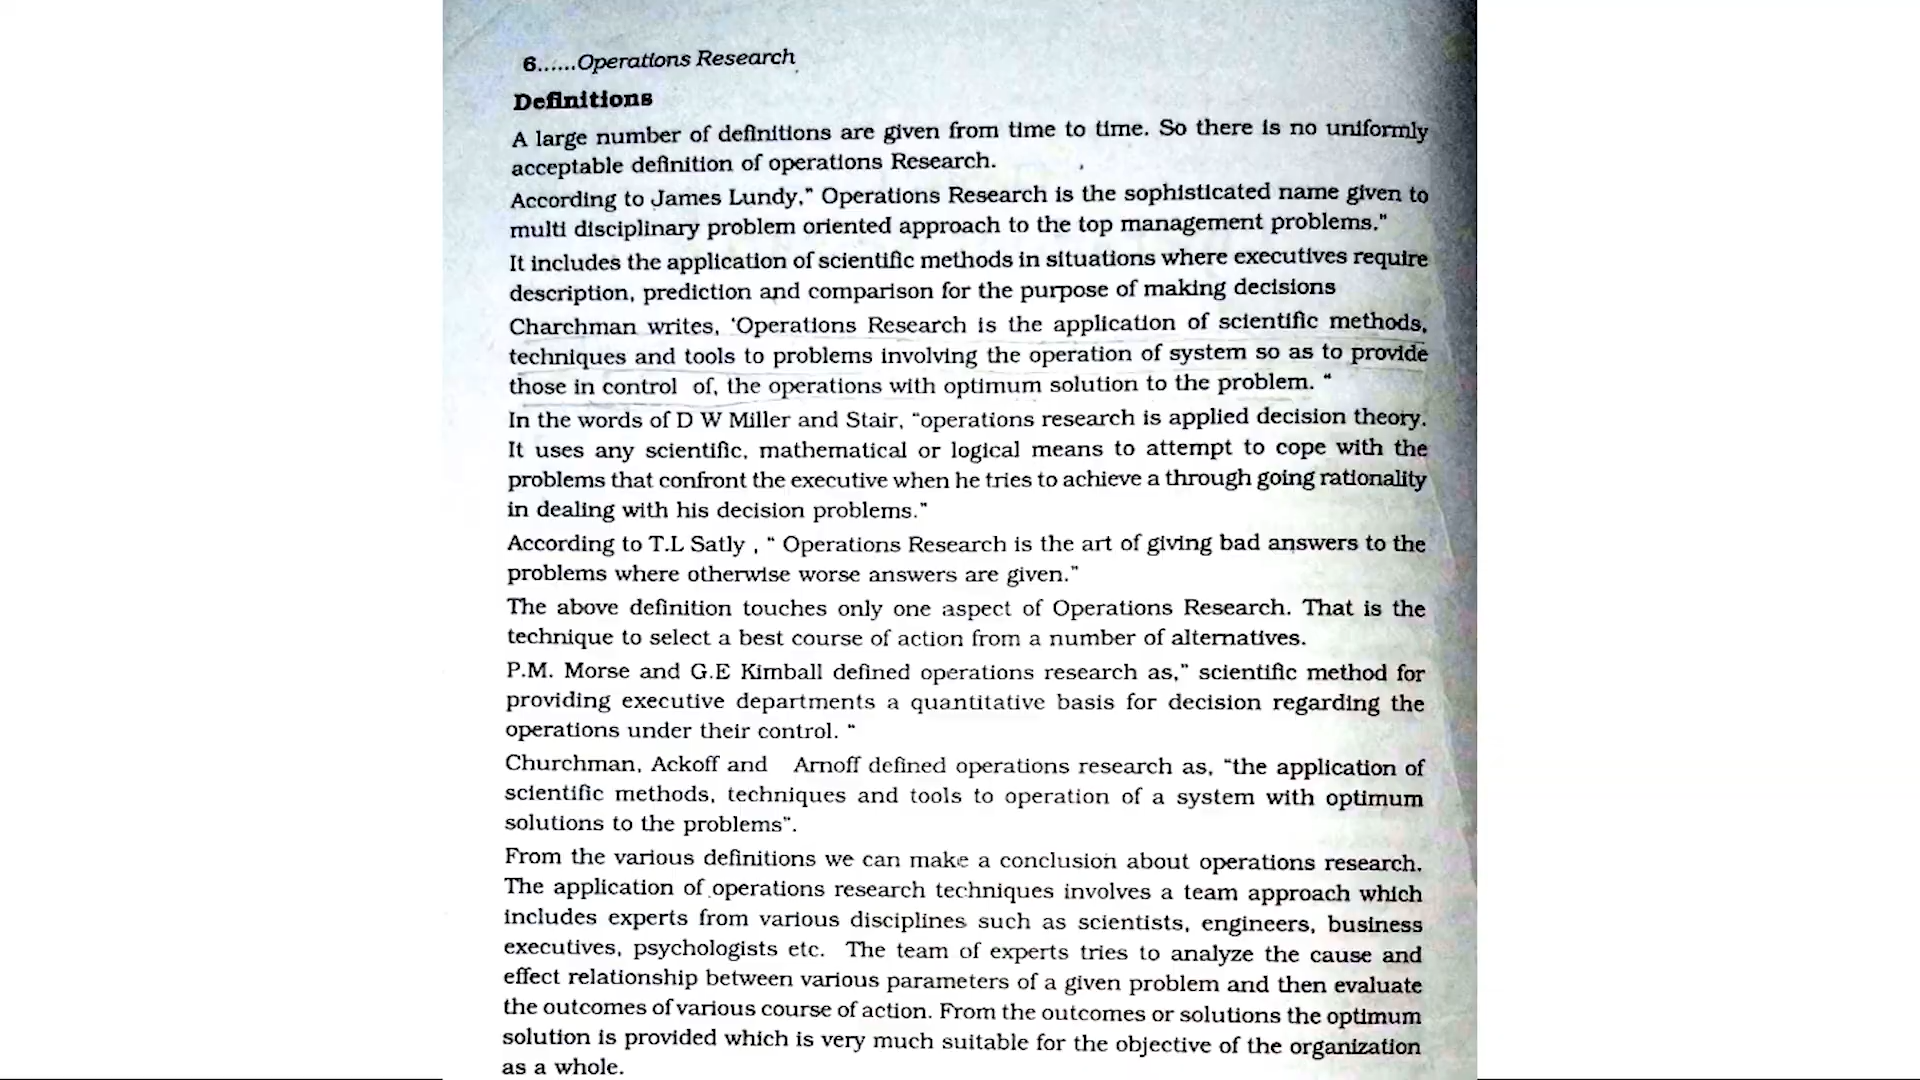 6......Operations Research
Definitions
A large number of definitions are given from time to time. So there is no uniformly
acceptable definition of operations Research.
According to James Lundy," Operations Research is the sophisticated name given to
multi disciplinary problem oriented approach to the top management problems."
It includes the application of scientific methods in situations where executives require
description, prediction and comparison for the purpose of making decisions
Charchman writes, 'Operations Research is the application of scientific methods,
techniques and tools to problems involving the operation of system so as to provide
those in control of, the operations with optimum solution to the problem. "
In the words of D W Miller and Stair, "operations research is applied decision theory.
It uses any scientific, mathematical or logical means to attempt to cope with the
problems that confront the executive when he tries to achieve a through going rationality
in dealing with his decision problems."
According to T.L Satly , " Operations Research is the art of giving bad answers to the
problems where otherwise worse answers are given."
The above definition touches only one aspect of Operations Research. That is the
technique to select a best course of action from a number of alternatives.
P.M. Morse and G.E Kimball defined operations research as," scientific method for
providing executive departments a quantitative basis for decision regarding the
operations under their control. "
Churchman, Ackoff and Arnoff defined operations research as, "the application of
scientific methods, techniques and tools to operation of a system with optimum
solutions to the problems".
From the various definitions we can make a conclusion about operations research.
The application of operations research techniques involves a team approach which
includes experts from various disciplines such as scientists, engineers, business
executives, psychologists etc. The team of experts tries to analyze the cause and
effect relationship between various parameters of a given problem and then evaluate
the outcomes of various course of action. From the outcomes or solutions the optimum
solution is provided which is very much suitable for the objective of the organization
as a whole.